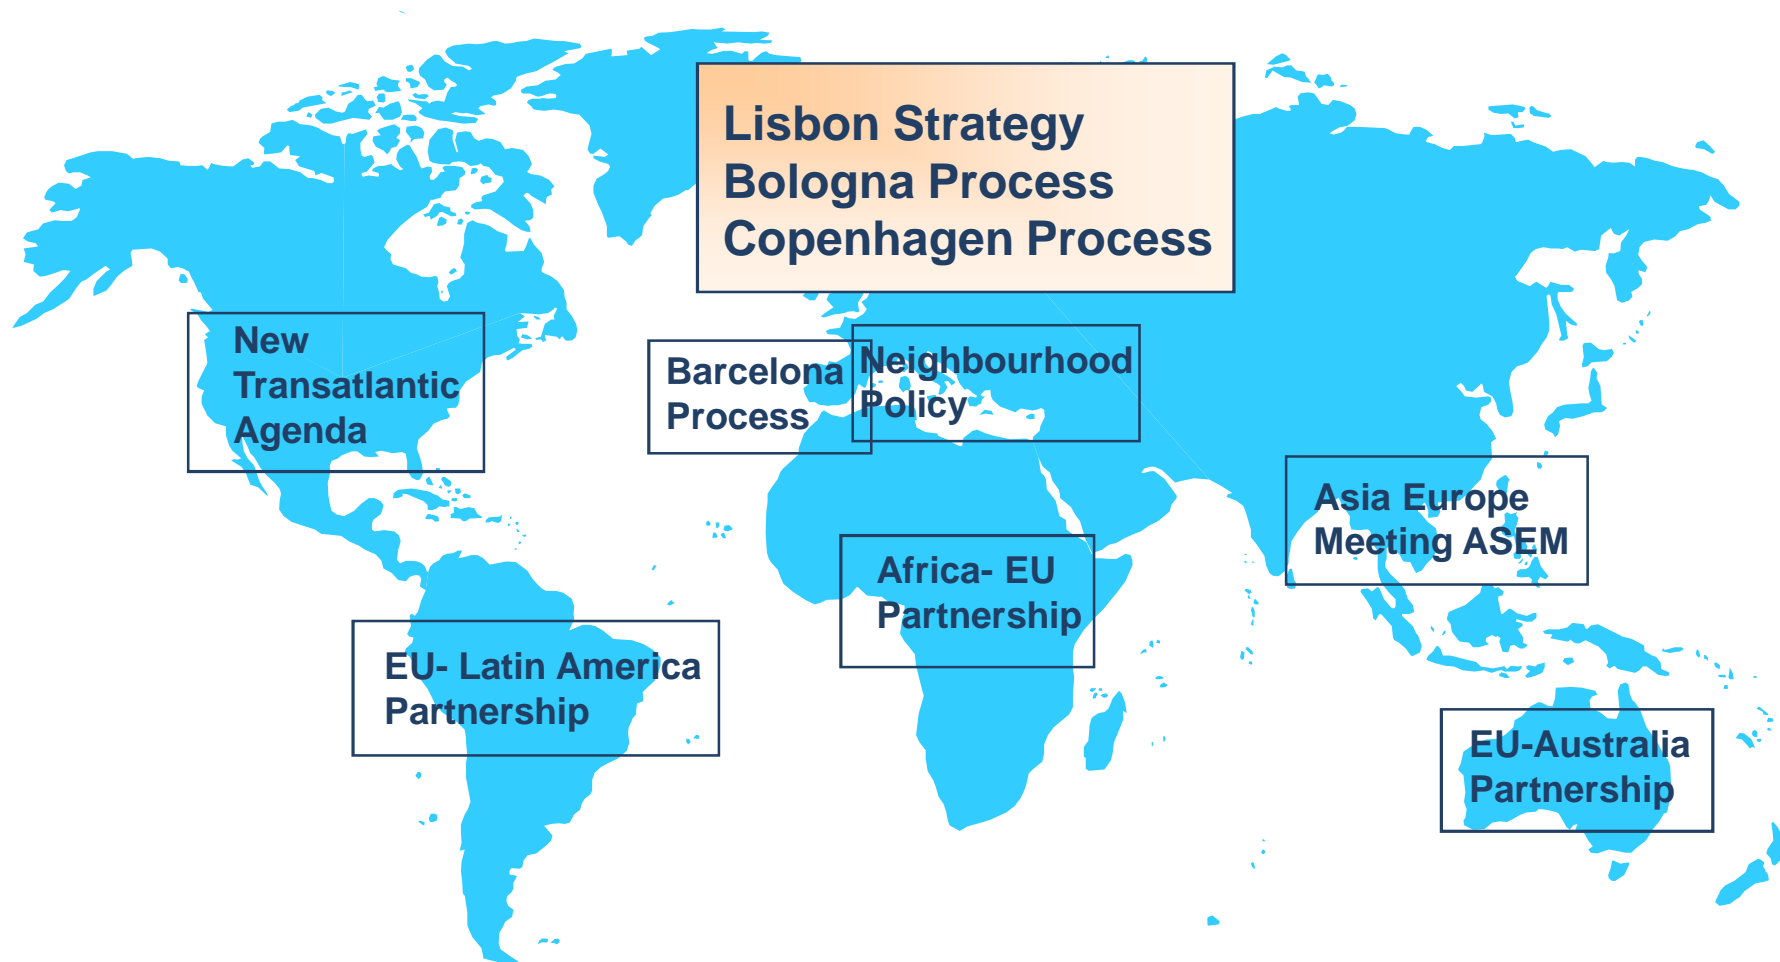 Lisbon Strategy
Bologna Process
Copenhagen Process
New
Transatlantic
Agenda
Barcelona
Process
Neighbourhood
Policy
Asia Europe
Meeting ASEM
Africa- EU
Partnership
EU- Latin America
Partnership
EU-Australia
Partnership